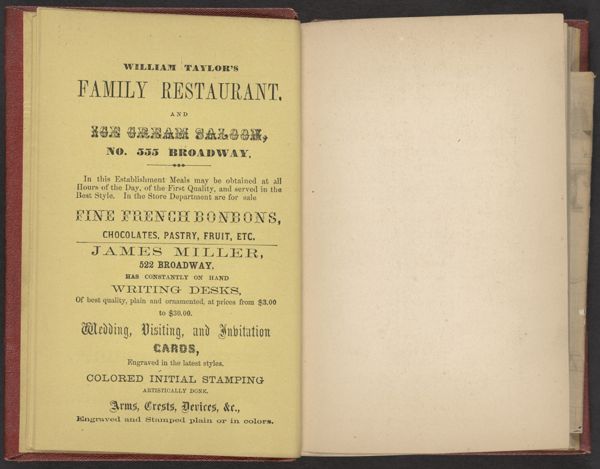 WILLIAM TAYLOR'S
FAMILY RESTAURANT,
AND
ICE CREAM SALOON,
NO. 555 BROADWAY.
In this Establishment Meals may be obtained at all
Hours of the Day, of the First Quality, and served in the
Best Style. In the Store Department are for sale
FINE FRENCH BONBONS,
CHOCOLATES, PASTRY, FRUIT, ETC.
JAMES MILLER,
522 BROADWAY,
HAS CONSTANTLY ON HAND
WRITING DESKS,
Of best quality, plain and ornamented, at prices from $3.00
to $30.00.
Wedding, Visiting, and Invitation
CARDS,
Engraved in the latest styles.
COLORED INITIAL STAMPING
ARTISTICALLY DONE.
Arms, Crests, Devices, &c.,
Engraved and Stamped plain or in colors.